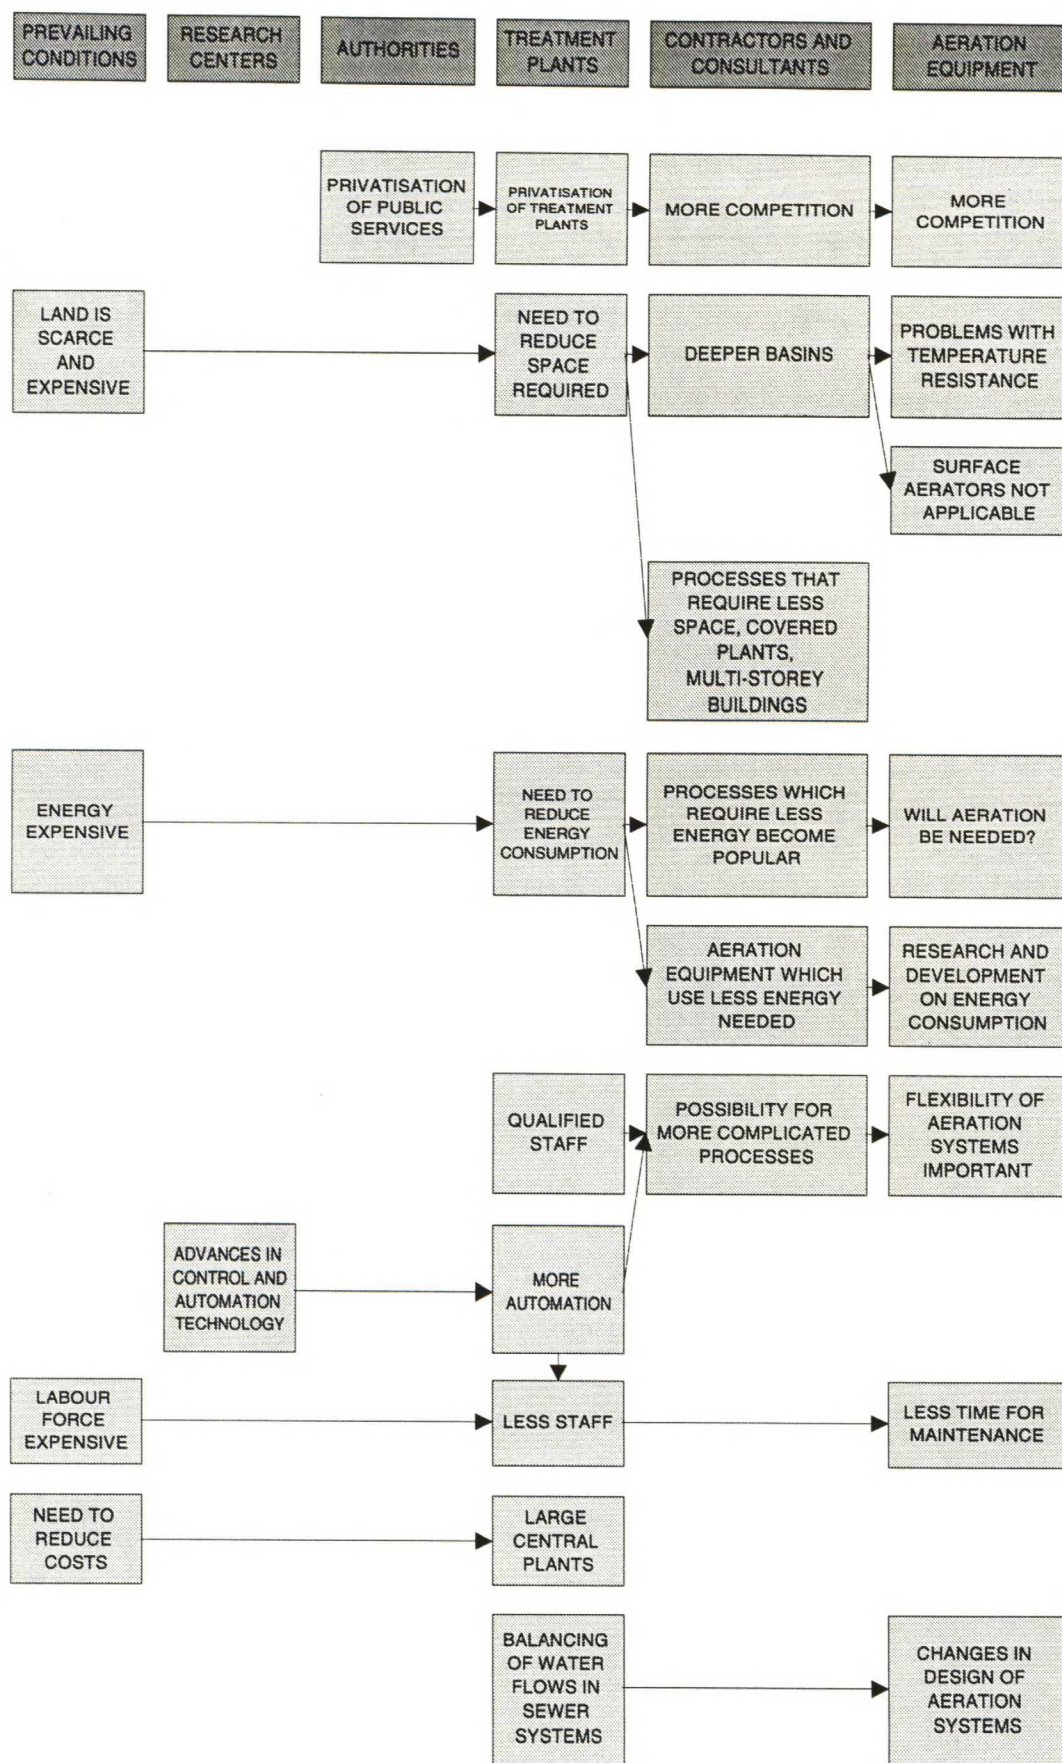 PREVAILING
CONDITIONS
RESEARCH
CENTERS
AUTHORITIES
TREATMENT
PLANTS
CONTRACTORS AND
CONSULTANTS
AERATION
EQUIPMENT
PRIVATISATION
OF PUBLIC
SERVICES
PRIVATISATION
OF TREATMENT
PLANTS
MORE COMPETITION
MORE
COMPETITION
LAND IS
SCARCE
AND
EXPENSIVE
NEED TO
REDUCE
SPACE
REQUIRED
DEEPER BASINS
PROBLEMS WITH
TEMPERATURE
RESISTANCE
SURFACE
AERATORS NOT
APPLICABLE
PROCESSES THAT
REQUIRE LESS
SPACE, COVERED
PLANTS,
MULTI-STOREY
BUILDINGS
ENERGY
EXPENSIVE
NEED TO
REDUCE
ENERGY
CONSUMPTION
PROCESSES WHICH
REQUIRE LESS
ENERGY BECOME
POPULAR
WILL AERATION
BE NEEDED?
AERATION
EQUIPMENT WHICH
USE LESS ENERGY
NEEDED
RESEARCH AND
DEVELOPMENT
ON ENERGY
CONSUMPTION
QUALIFIED
STAFF
POSSIBILITY FOR
MORE COMPLICATED
PROCESSES
FLEXIBILITY OF
AERATION
SYSTEMS
IMPORTANT
ADVANCES IN
CONTROL AND
AUTOMATION
TECHNOLOGY
MORE
AUTOMATION
LABOUR
FORCE
EXPENSIVE
LESS STAFF
LESS TIME FOR
MAINTENANCE
NEED TO
REDUCE
COSTS
LARGE
CENTRAL
PLANTS
BALANCING
OF WATER
FLOWS IN
SEWER
SYSTEMS
CHANGES IN
DESIGN OF
AERATION
SYSTEMS